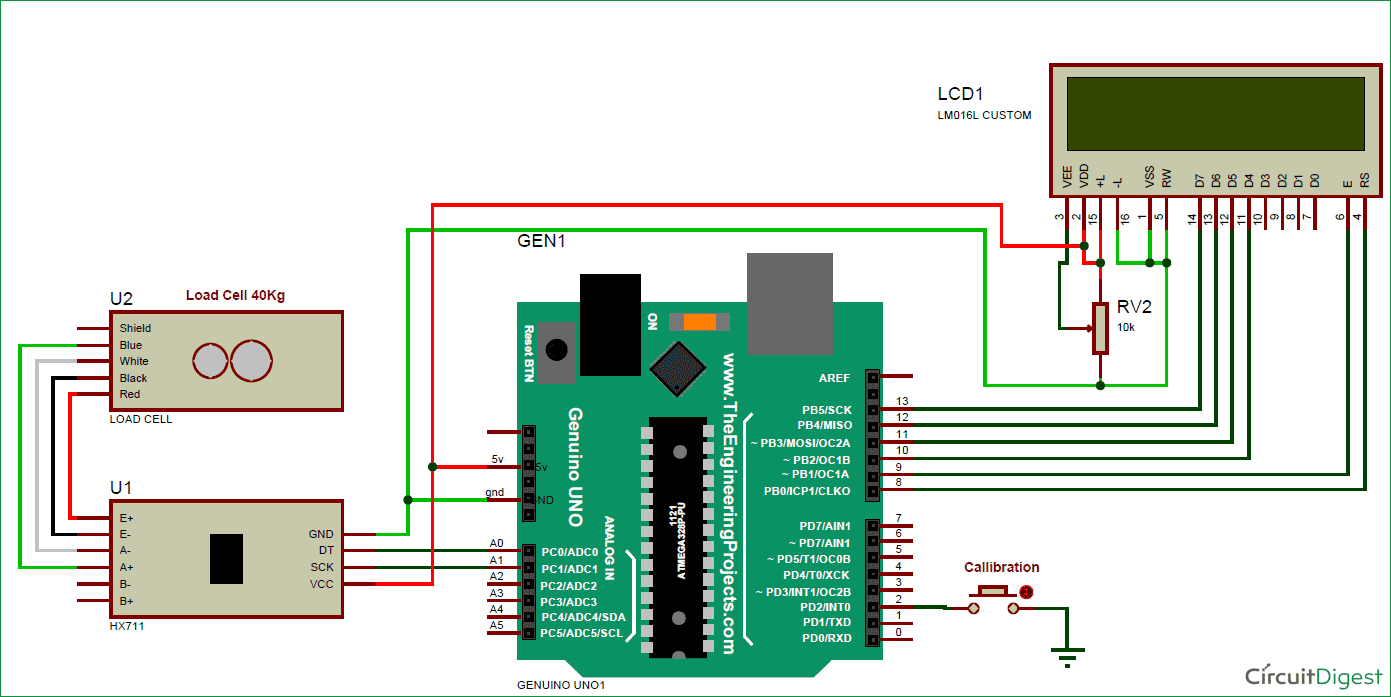 LCD1
LM016L CUSTOM
VEE
VDD
+L
-L
VSS
RW
D7
D6
D5
D4
D3
D2
D1
D0
E
RS
3
2
15
16
1
5
14
13
12
11
10
9
8
7
6
4
RV2
10k
U2
Load Cell 40Kg
Shield
Blue
White
Black
Red
LOAD CELL
U1
E+
E-
A-
A+
B-
B+
GND
DT
SCK
VCC
HX711
GEN1
Reset BTN
ON
Genuino UNO
www.TheEngineeringProjects.com
1121
ATMEGA328P-PU
ANALOG IN
5v
5v
gnd
GND
A0
A1
A2
A3
A4
A5
PC0/ADC0
PC1/ADC1
PC2/ADC2
PC3/ADC3
PC4/ADC4/SDA
PC5/ADC5/SCL
AREF
PB5/SCK
PB4/MISO
~ PB3/MOSI/OC2A
~ PB2/OC1B
~ PB1/OC1A
PB0/ICP1/CLKO
13
12
11
10
9
8
PD7/AIN1
~ PD7/AIN1
~ PD5/T1/OC0B
PD4/T0/XCK
~ PD3/INT1/OC2B
PD2/INT0
PD1/TXD
PD0/RXD
7
6
5
4
3
2
1
0
GENUINO UNO1
Callibration
CircuitDigest